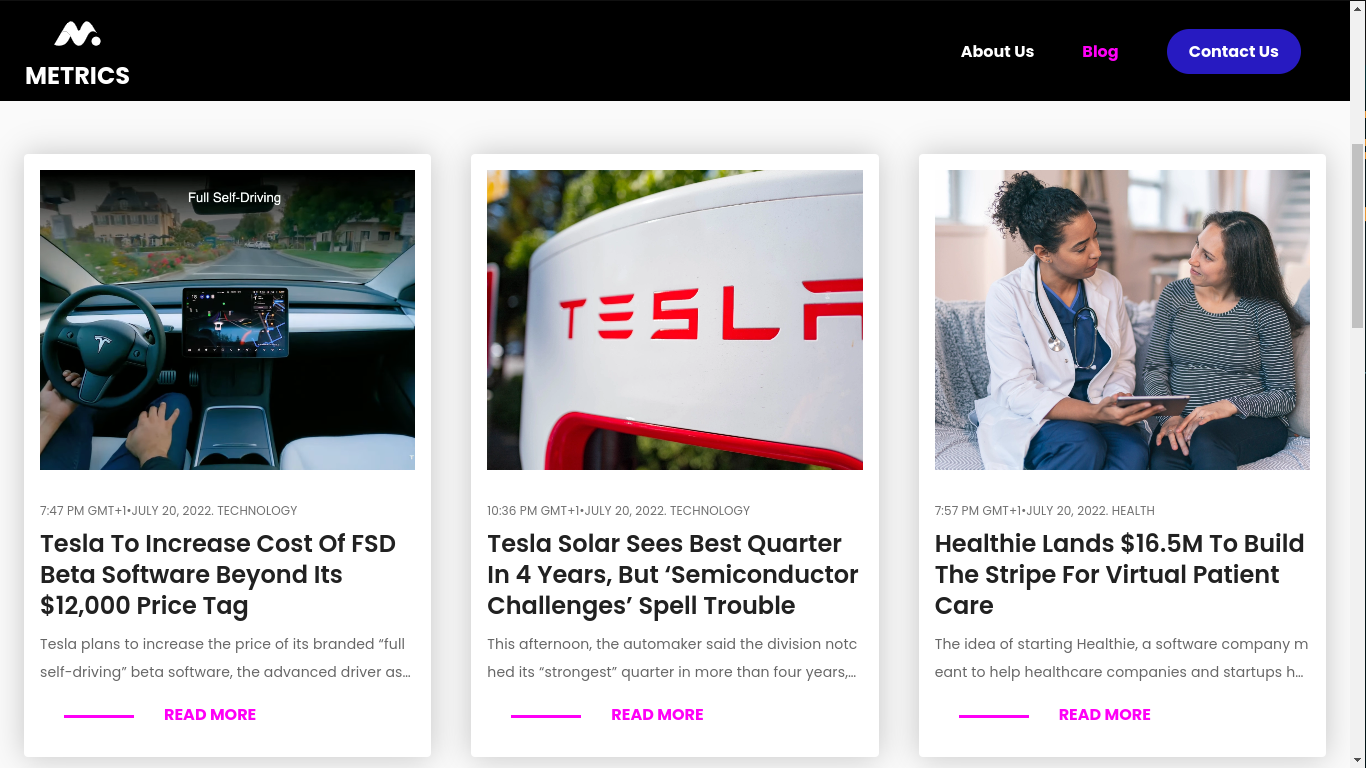 METRICS
About Us
Blog
Contact Us
Full Self-Driving
7:47 PM GMT+1•JULY 20, 2022. TECHNOLOGY
Tesla To Increase Cost Of FSD
Beta Software Beyond Its
$12,000 Price Tag
Tesla plans to increase the price of its branded “full
self-driving” beta software, the advanced driver as…
READ MORE
TESLA
10:36 PM GMT+1•JULY 20, 2022. TECHNOLOGY
Tesla Solar Sees Best Quarter
In 4 Years, But ‘Semiconductor
Challenges’ Spell Trouble
This afternoon, the automaker said the division notc
hed its “strongest” quarter in more than four years,…
READ MORE
7:57 PM GMT+1•JULY 20, 2022. HEALTH
Healthie Lands $16.5M To Build
The Stripe For Virtual Patient
Care
The idea of starting Healthie, a software company m
eant to help healthcare companies and startups h…
READ MORE